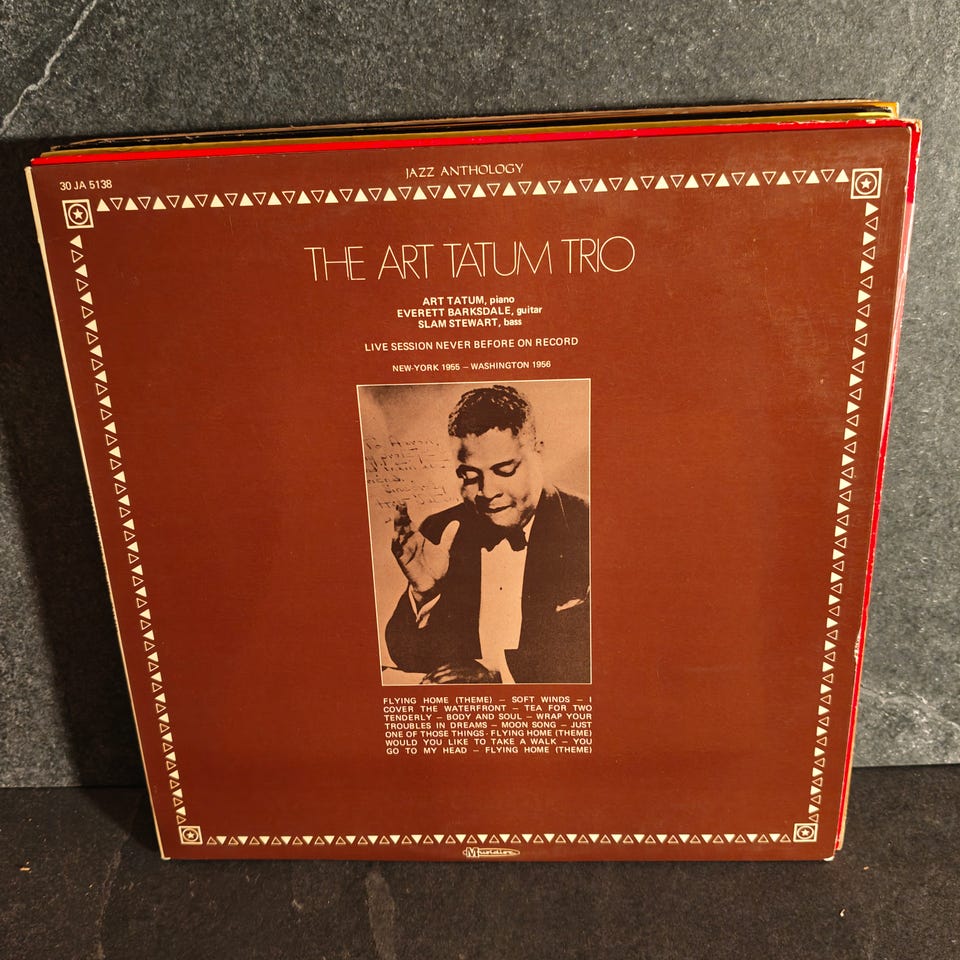 JAZZ ANTHOLOGY
30 JA 5138
THE ART TATUM TRIO
ART TATUM, piano
EVERETT BARKSDALE, guitar
SLAM STEWART, bass
LIVE SESSION NEVER BEFORE ON RECORD
NEW-YORK 1955 – WASHINGTON 1956
FLYING HOME (THEME) – SOFT WINDS – I
COVER THE WATERFRONT – TEA FOR TWO
TENDERLY – BODY AND SOUL – WRAP YOUR
TROUBLES IN DREAMS – MOON SONG – JUST
ONE OF THOSE THINGS - FLYING HOME (THEME)
WOULD YOU LIKE TO TAKE A WALK – YOU
GO TO MY HEAD – FLYING HOME (THEME)
Musidisc